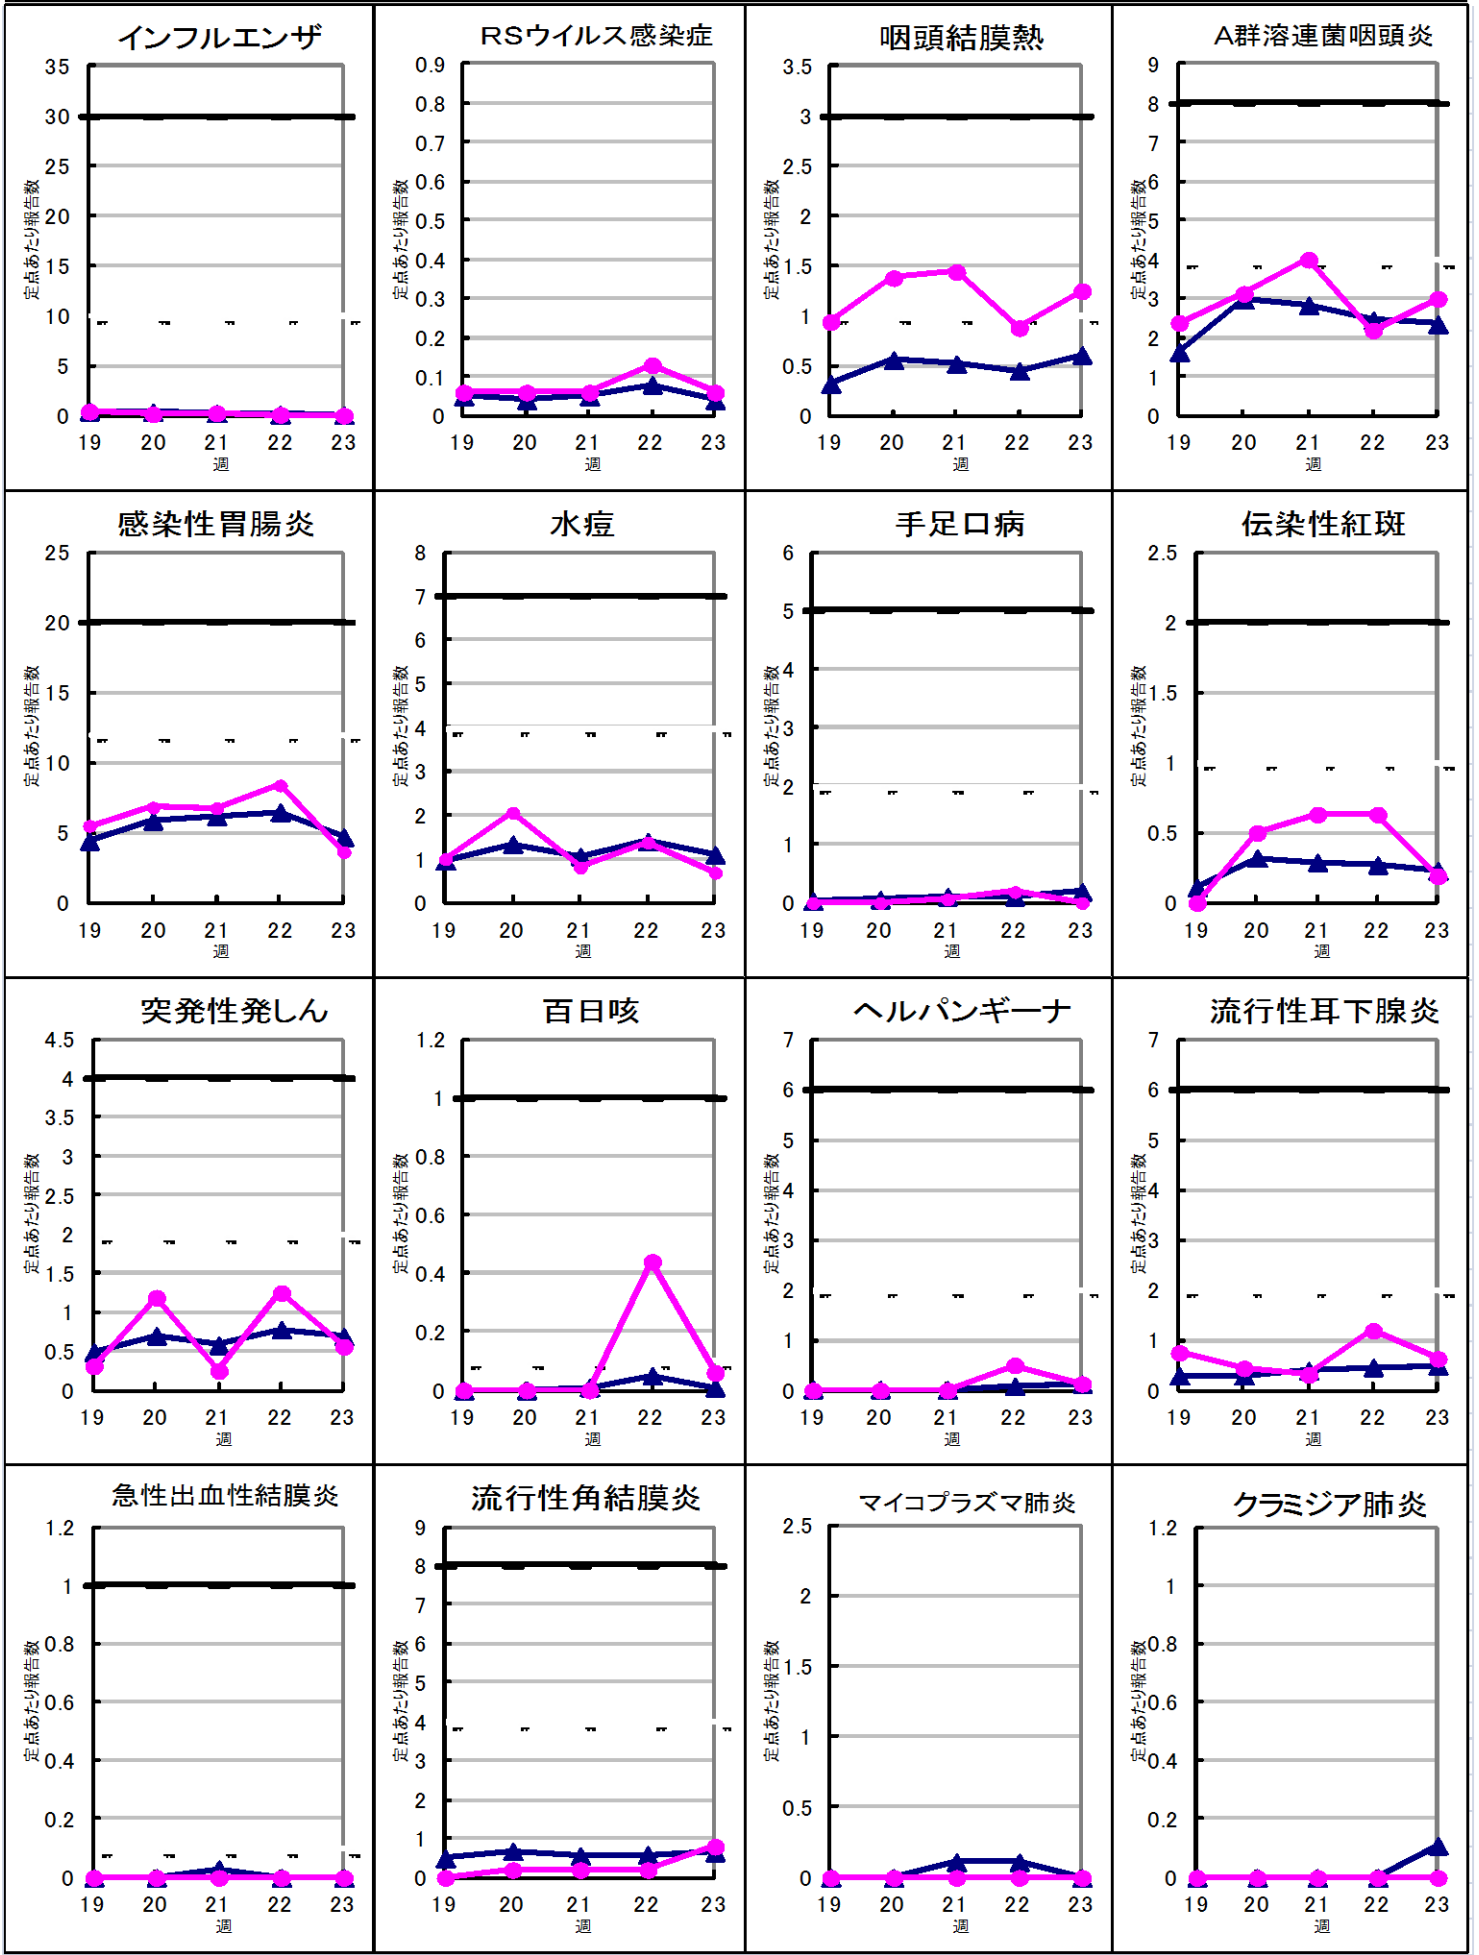 インフルエンザ
35
30
25
20
15
10
5
0
定点あたり報告数
19 20 21 22 23
週
RSウイルス感染症
0.9
0.8
0.7
0.6
0.5
0.4
0.3
0.2
0.1
0
定点あたり報告数
19 20 21 22 23
週
咽頭結膜熱
3.5
3
2.5
2
1.5
1
0.5
0
定点あたり報告数
19 20 21 22 23
週
A群溶連菌咽頭炎
9
8
7
6
5
4
3
2
1
0
定点あたり報告数
19 20 21 22 23
週
感染性胃腸炎
25
20
15
10
5
0
定点あたり報告数
19 20 21 22 23
週
水痘
8
7
6
5
4
3
2
1
0
定点あたり報告数
19 20 21 22 23
週
手足口病
6
5
4
3
2
1
0
定点あたり報告数
19 20 21 22 23
週
伝染性紅斑
2.5
2
1.5
1
0.5
0
定点あたり報告数
19 20 21 22 23
週
突発性発しん
4.5
4
3.5
3
2.5
2
1.5
1
0.5
0
定点あたり報告数
19 20 21 22 23
週
百日咳
1.2
1
0.8
0.6
0.4
0.2
0
定点あたり報告数
19 20 21 22 23
週
ヘルパンギーナ
7
6
5
4
3
2
1
0
定点あたり報告数
19 20 21 22 23
週
流行性耳下腺炎
7
6
5
4
3
2
1
0
定点あたり報告数
19 20 21 22 23
週
急性出血性結膜炎
1.2
1
0.8
0.6
0.4
0.2
0
定点あたり報告数
19 20 21 22 23
週
流行性角結膜炎
9
8
7
6
5
4
3
2
1
0
定点あたり報告数
19 20 21 22 23
週
マイコプラズマ肺炎
2.5
2
1.5
1
0.5
0
定点あたり報告数
19 20 21 22 23
週
クラミジア肺炎
1.2
1
0.8
0.6
0.4
0.2
0
定点あたり報告数
19 20 21 22 23
週